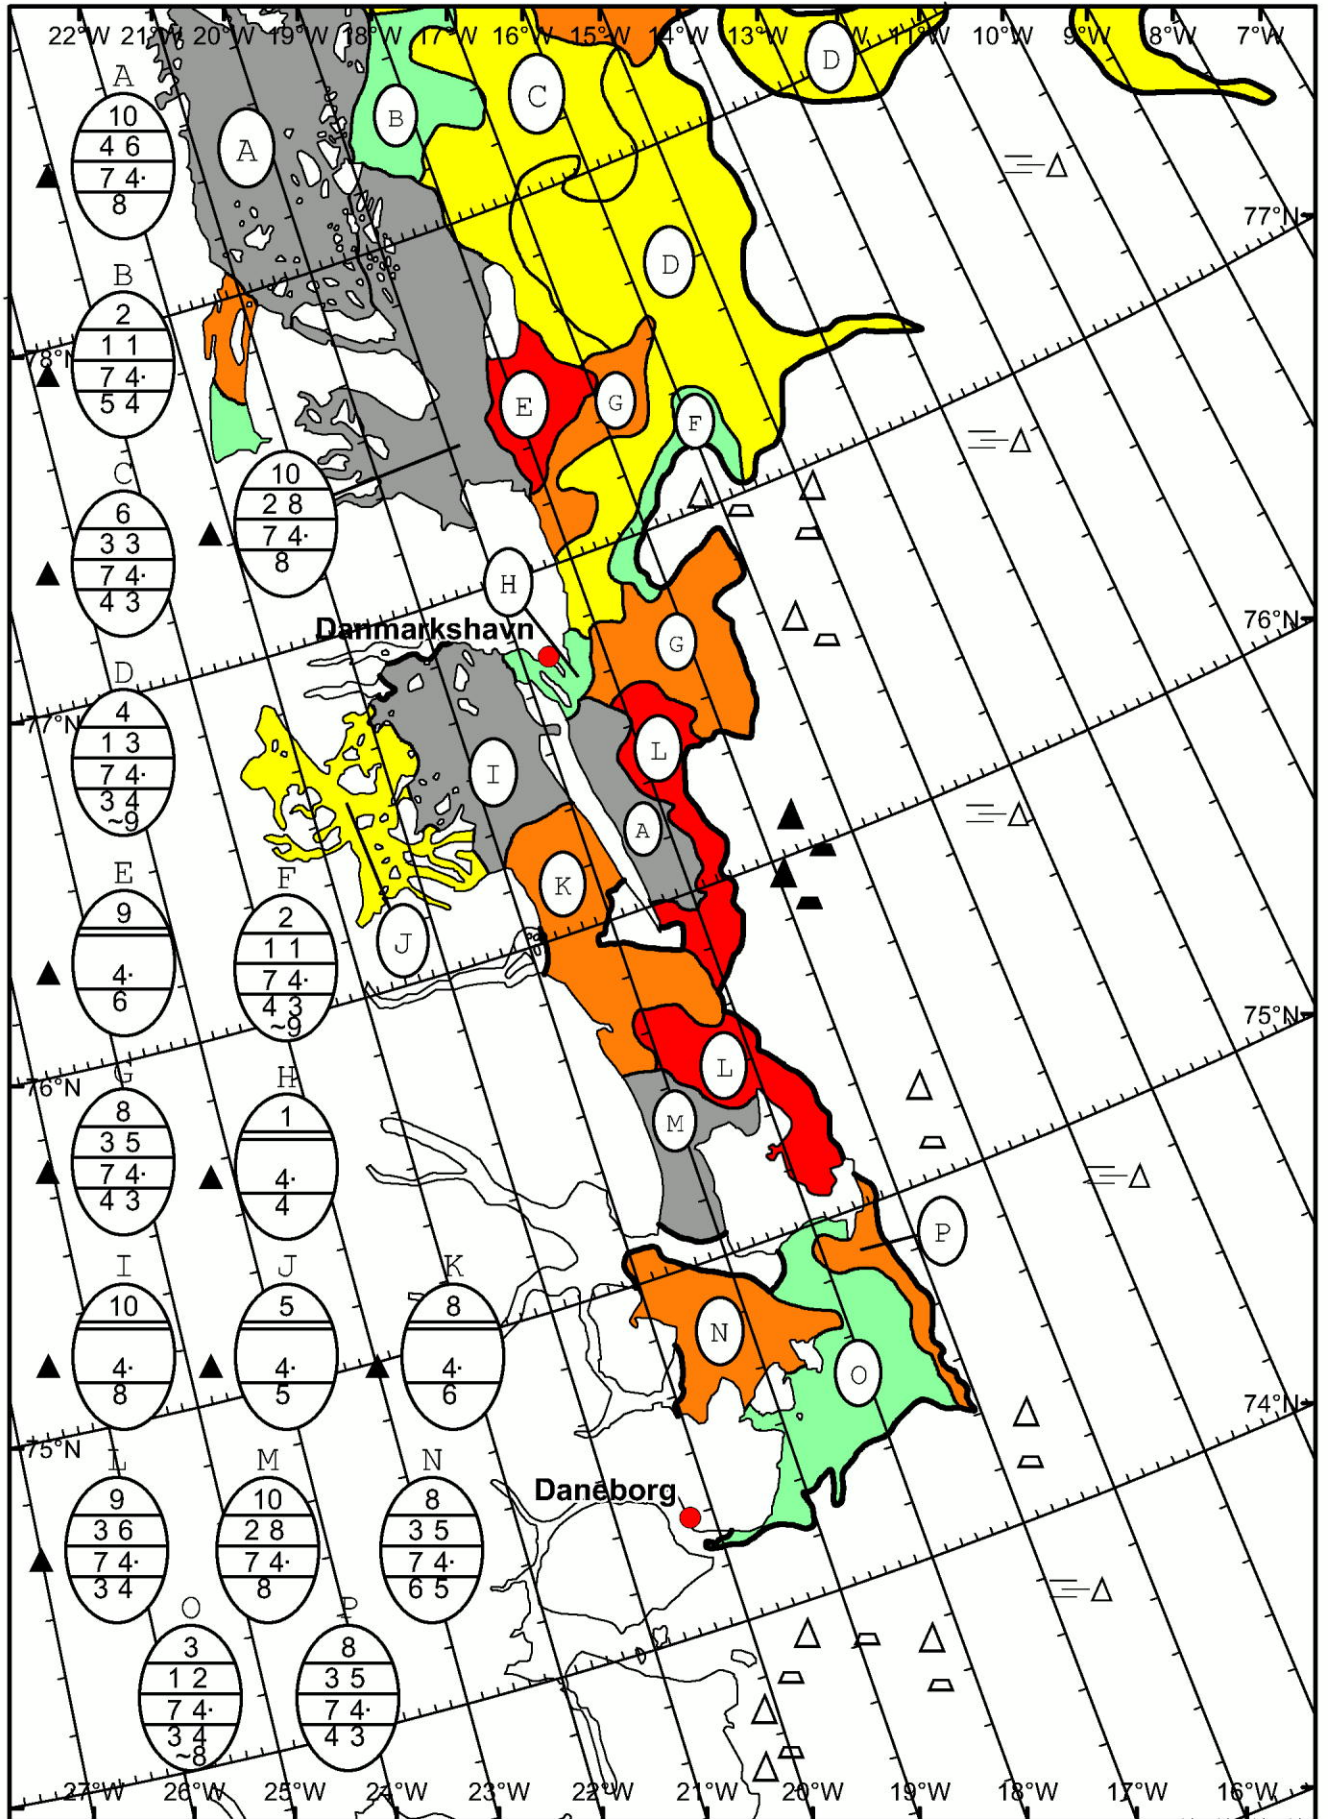 22°W 21°W 20°W 19°W 18°W 17°W 16°W 15°W 14°W 13°W 12°W 11°W 10°W 9°W 8°W 7°W
A
10
4 6
7 4·
8
A
B
C
D
D
77°N
B
2
1 1
7 4·
5 4
78°N
E
G
F
C
6
3 3
7 4·
4 3
10
2 8
7 4·
8
H
76°N
Danmarkshavn
G
D
4
1 3
7 4·
3 4
~9
77°N
L
I
A
K
J
E
9
4·
6
F
2
1 1
7 4·
4 3
~9
75°N
76°N
L
M
G
8
3 5
7 4·
4 3
H
1
4·
4
P
I
10
4·
8
J
5
4·
5
K
8
4·
6
N
O
74°N
75°N
L
9
3 6
7 4·
3 4
M
10
2 8
7 4·
8
N
8
3 5
7 4·
6 5
Daneborg
O
3
1 2
7 4·
3 4
~8
P
8
3 5
7 4·
4 3
27°W 26°W 25°W 24°W 23°W 22°W 21°W 20°W 19°W 18°W 17°W 16°W